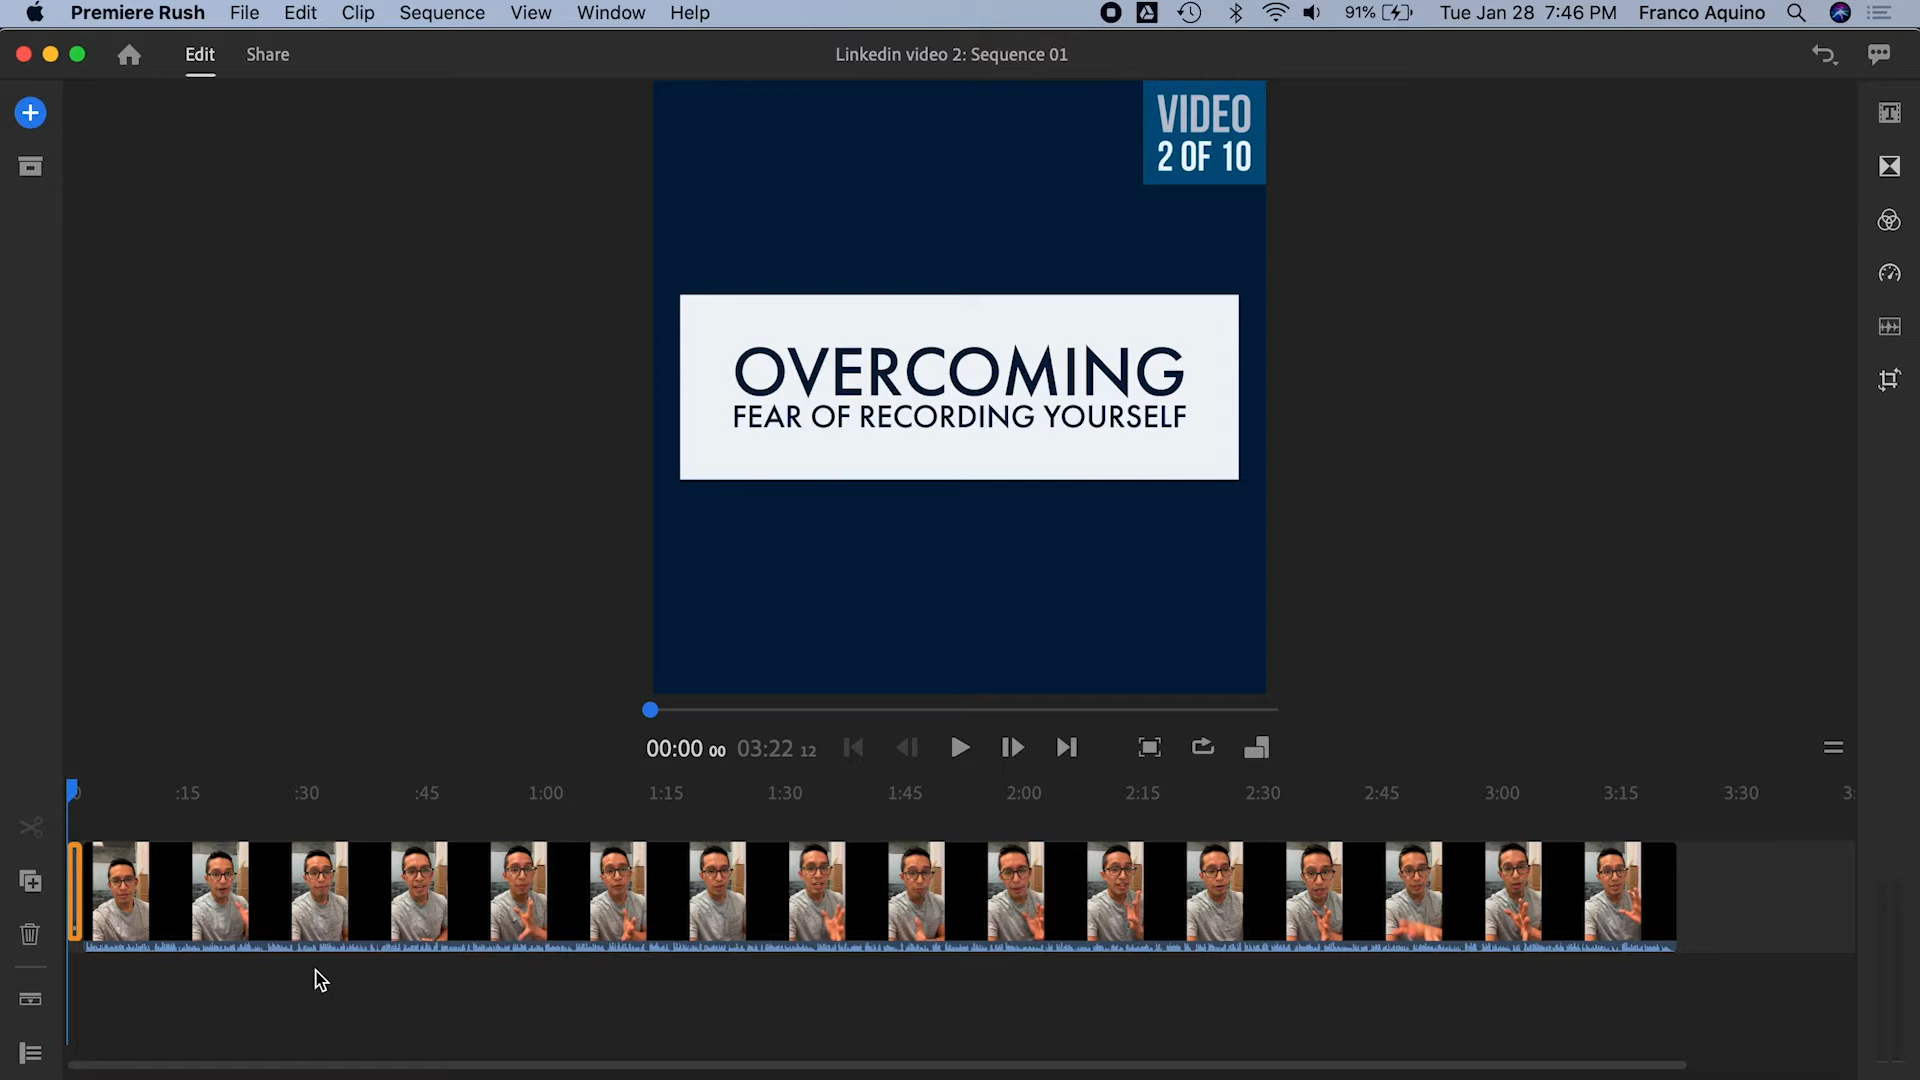 Premiere Rush File Edit Clip Sequence View Window Help 91% Tue Jan 28 7:46 PM Franco Aquino
Edit Share Linkedin video 2: Sequence 01
VIDEO
2 OF 10
OVERCOMING
FEAR OF RECORDING YOURSELF
00:00 00 03:22 12
:15 :30 :45 1:00 1:15 1:30 1:45 2:00 2:15 2:30 2:45 3:00 3:15 3:30